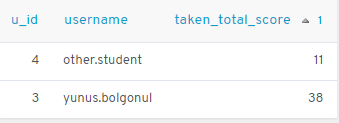 u_id username taken_total_score 1
4 other.student 11
3 yunus.bolgonul 38